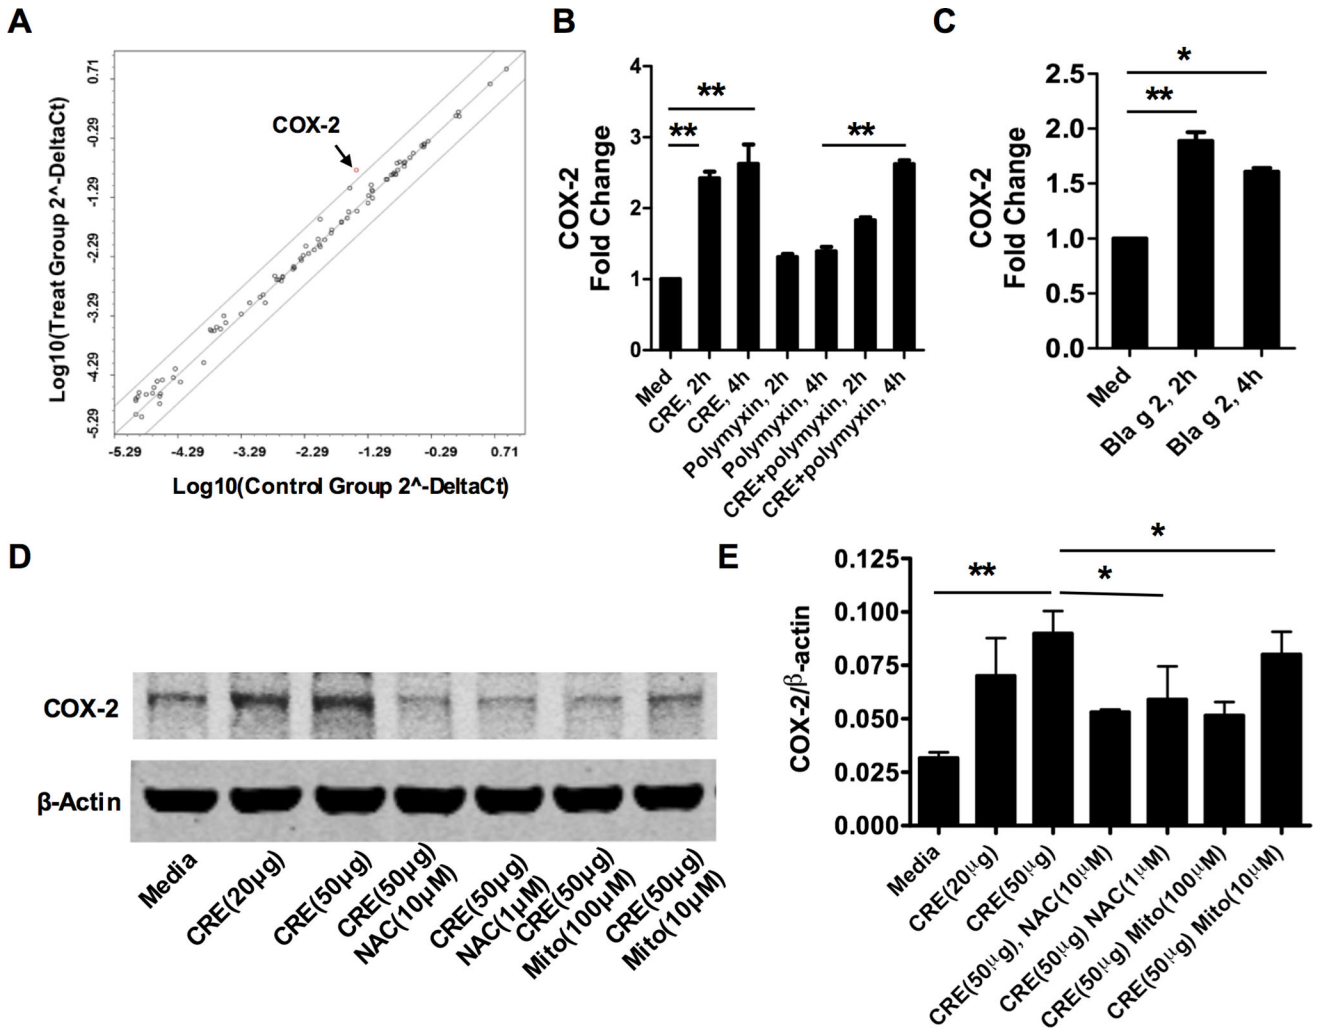 A
Log10(Treat Group 2^-DeltaCt)
0.71
-0.29
-1.29
-2.29
-3.29
-4.29
-5.29
COX-2
-5.29 -4.29 -3.29 -2.29 -1.29 -0.29 0.71
Log10(Control Group 2^-DeltaCt)
B
COX-2
Fold Change
4
3
2
1
0
**
**
**
Med
CRE, 2h
CRE, 4h
Polymyxin, 2h
Polymyxin, 4h
CRE+polymyxin, 2h
CRE+polymyxin, 4h
C
COX-2
Fold Change
2.5
2.0
1.5
1.0
0.5
0.0
*
**
Med
Bla g 2, 2h
Bla g 2, 4h
D
COX-2
β-Actin
Media
CRE(20μg)
CRE(50μg)
CRE(50μg)
NAC(10μM)
CRE(50μg)
NAC(1μM)
CRE(50μg)
Mito(100μM)
CRE(50μg)
Mito(10μM)
E
COX-2/β-actin
0.125
0.100
0.075
0.050
0.025
0.000
**
*
*
Media
CRE(20μg)
CRE(50μg)
CRE(50μg), NAC(10μM)
CRE(50μg) NAC(1μM)
CRE(50μg) Mito(100μM)
CRE(50μg) Mito(10μM)